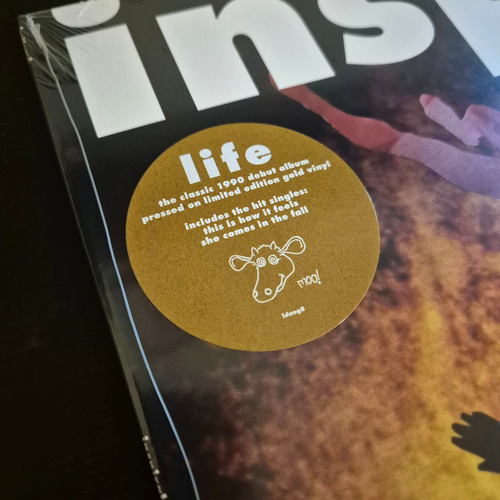 insp
life
the classic 1990 debut album
pressed on limited edition gold vinyl
includes the hit singles:
this is how it feels
she comes in the fall
moo!
ldung8